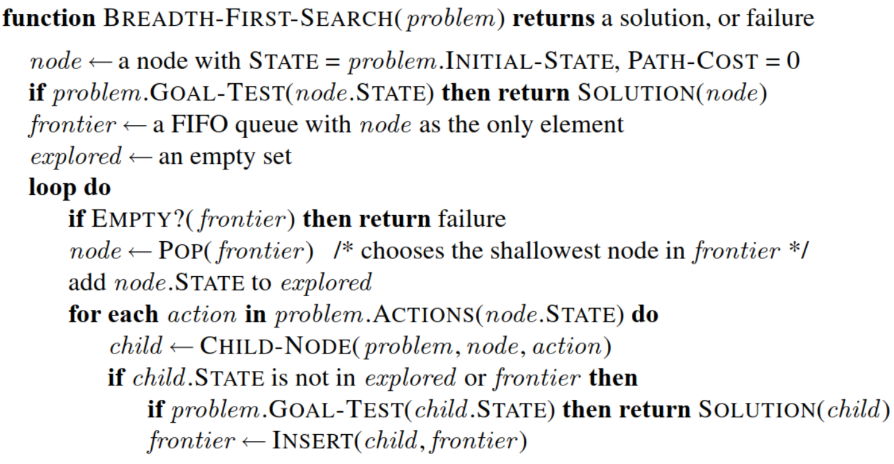 function BREADTH-FIRST-SEARCH(problem) returns a solution, or failure
node ← a node with STATE = problem.INITIAL-STATE, PATH-COST = 0
if problem.GOAL-TEST(node.STATE) then return SOLUTION(node)
frontier ← a FIFO queue with node as the only element
explored ← an empty set
loop do
if EMPTY?(frontier) then return failure
node ← POP(frontier) /* chooses the shallowest node in frontier */
add node.STATE to explored
for each action in problem.ACTIONS(node.STATE) do
child ← CHILD-NODE(problem, node, action)
if child.STATE is not in explored or frontier then
if problem.GOAL-TEST(child.STATE) then return SOLUTION(child)
frontier ← INSERT(child, frontier)